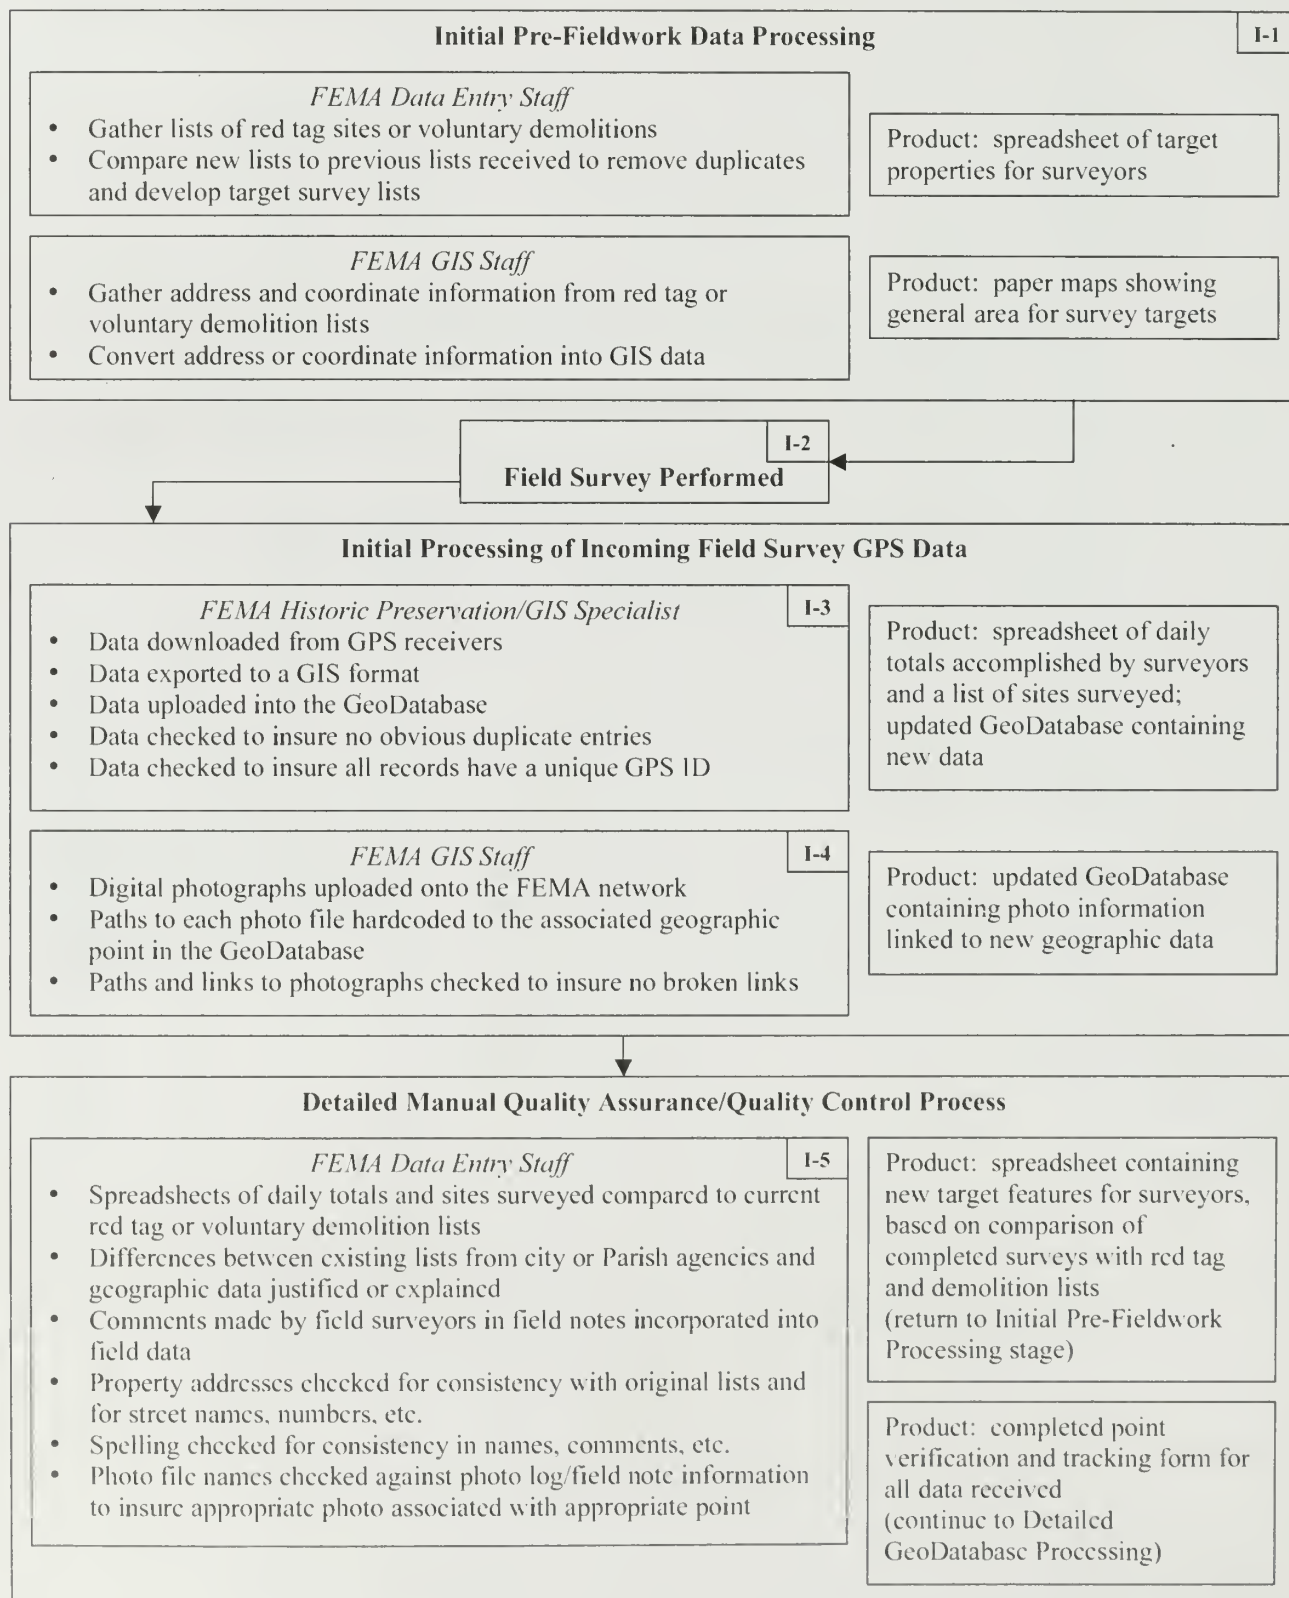 Initial Pre-Fieldwork Data Processing
I-1
FEMA Data Entry Staff
• Gather lists of red tag sites or voluntary demolitions
• Compare new lists to previous lists received to remove duplicates
and develop target survey lists
Product: spreadsheet of target
properties for surveyors
FEMA GIS Staff
• Gather address and coordinate information from red tag or
voluntary demolition lists
• Convert address or coordinate information into GIS data
Product: paper maps showing
general area for survey targets
I-2
Field Survey Performed
Initial Processing of Incoming Field Survey GPS Data
FEMA Historic Preservation/GIS Specialist
I-3
• Data downloaded from GPS receivers
• Data exported to a GIS format
• Data uploaded into the GeoDatabase
• Data checked to insure no obvious duplicate entries
• Data checked to insure all records have a unique GPS ID
Product: spreadsheet of daily
totals accomplished by surveyors
and a list of sites surveyed;
updated GeoDatabase containing
new data
FEMA GIS Staff
I-4
• Digital photographs uploaded onto the FEMA network
• Paths to each photo file hardcoded to the associated geographic
point in the GeoDatabase
• Paths and links to photographs checked to insure no broken links
Product: updated GeoDatabase
containing photo information
linked to new geographic data
Detailed Manual Quality Assurance/Quality Control Process
FEMA Data Entry Staff
I-5
• Spreadsheets of daily totals and sites surveyed compared to current
red tag or voluntary demolition lists
• Differences between existing lists from city or Parish agencies and
geographic data justified or explained
• Comments made by field surveyors in field notes incorporated into
field data
• Property addresses checked for consistency with original lists and
for street names, numbers, etc.
• Spelling checked for consistency in names, comments, etc.
• Photo file names checked against photo log/field note information
to insure appropriate photo associated with appropriate point
Product: spreadsheet containing
new target features for surveyors,
based on comparison of
completed surveys with red tag
and demolition lists
(return to Initial Pre-Fieldwork
Processing stage)
Product: completed point
verification and tracking form for
all data received
(continue to Detailed
GeoDatabase Processing)